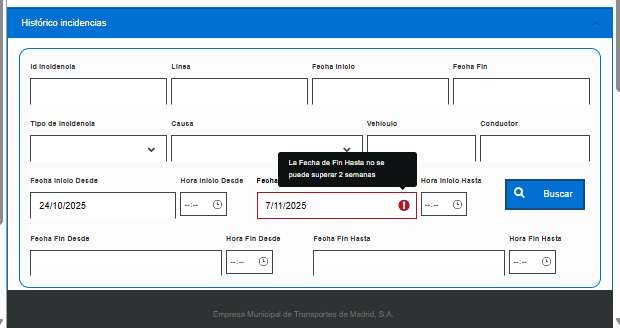 Histórico incidencias
Id Incidencia Línea Fecha Inicio Fecha Fin
Tipo de Incidencia Causa Vehículo Conductor
La Fecha de Fin Hasta no se
puede superar 2 semanas
Fecha Inicio Desde Hora Inicio Desde Fecha Hora Inicio Hasta
24/10/2025 --:-- 7/11/2025 --:-- Buscar
Fecha Fin Desde Hora Fin Desde Fecha Fin Hasta Hora Fin Hasta
--:-- --:--
Empresa Municipal de Transportes de Madrid, S.A.